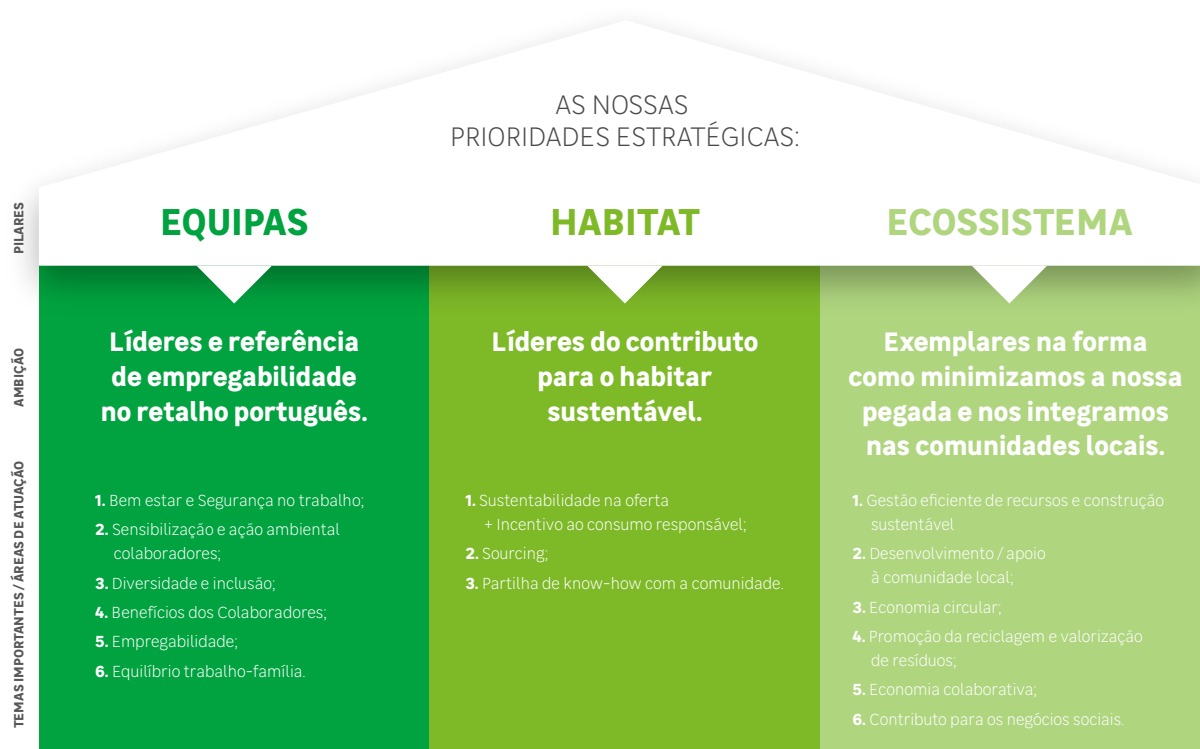 AS NOSSAS
PRIORIDADES ESTRATÉGICAS:
PILARES
EQUIPAS
HABITAT
ECOSSISTEMA
AMBIÇÃO
Líderes e referência
de empregabilidade
no retalho português.
Líderes do contributo
para o habitar
sustentável.
Exemplares na forma
como minimizamos a nossa
pegada e nos integramos
nas comunidades locais.
TEMAS IMPORTANTES / ÁREAS DE ATUAÇÃO
1. Bem estar e Segurança no trabalho;
2. Sensibilização e ação ambiental
colaboradores;
3. Diversidade e inclusão;
4. Benefícios dos Colaboradores;
5. Empregabilidade;
6. Equilíbrio trabalho-família.
1. Sustentabilidade na oferta
+ Incentivo ao consumo responsável;
2. Sourcing;
3. Partilha de know-how com a comunidade.
1. Gestão eficiente de recursos e construção
sustentável
2. Desenvolvimento / apoio
à comunidade local;
3. Economia circular;
4. Promoção da reciclagem e valorização
de resíduos;
5. Economia colaborativa;
6. Contributo para os negócios sociais.